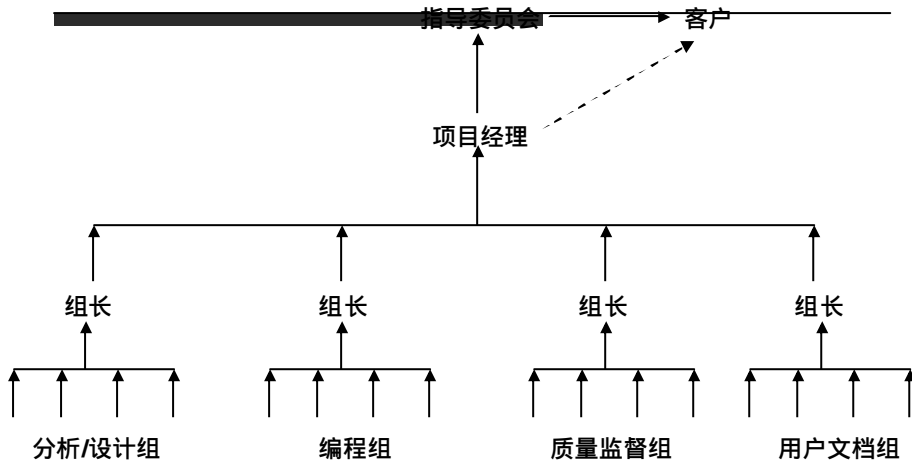 指导委员会 客户
项目经理
组长 组长 组长 组长
分析/设计组 编程组 质量监督组 用户文档组